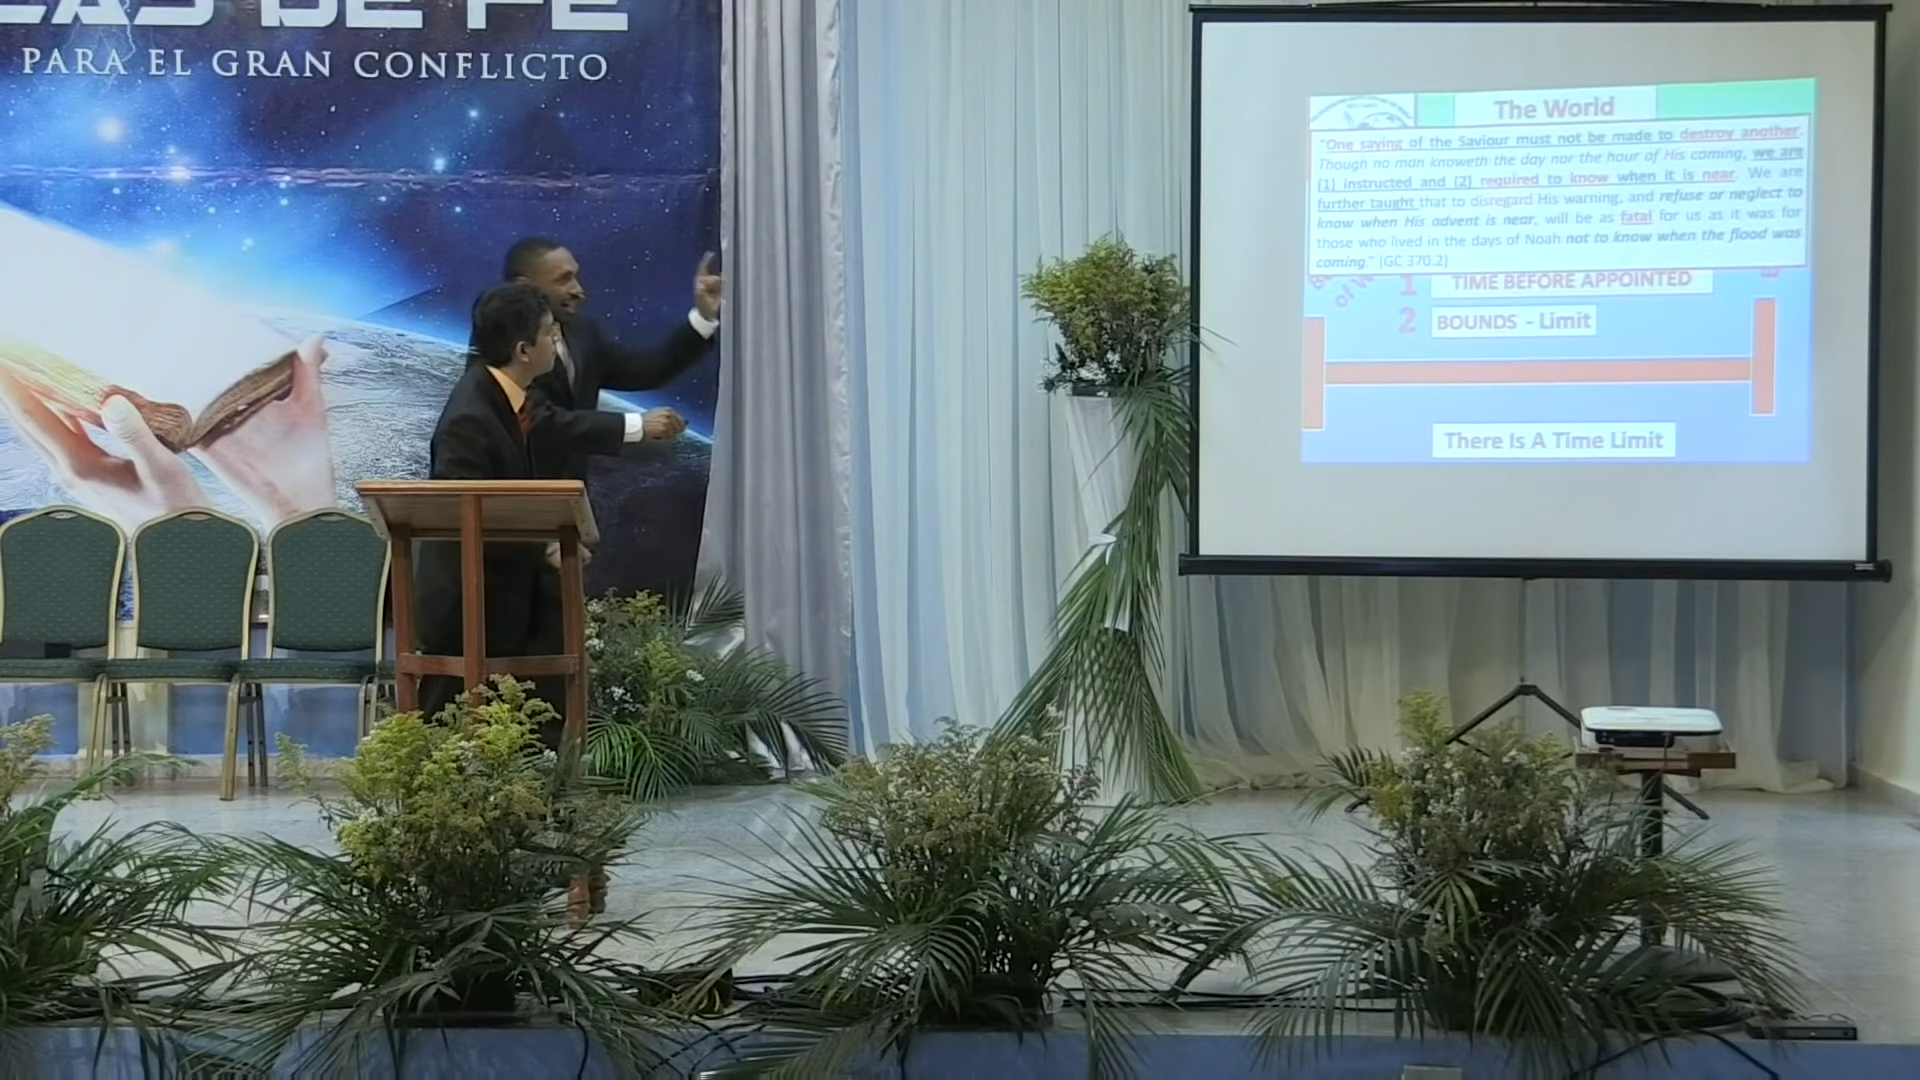 DE FE
PARA EL GRAN CONFLICTO
The World
"One saying of the Saviour must not be made to destroy another.
Though no man knoweth the day nor the hour of His coming, we are
(1) instructed and (2) required to know when it is near. We are
further taught that to disregard His warning, and refuse or neglect to
know when His advent is near, will be as fatal for us as it was for
those who lived in the days of Noah not to know when the flood was
coming." (GC 370.2)
1 TIME BEFORE APPOINTED
2 BOUNDS - Limit
There Is A Time Limit